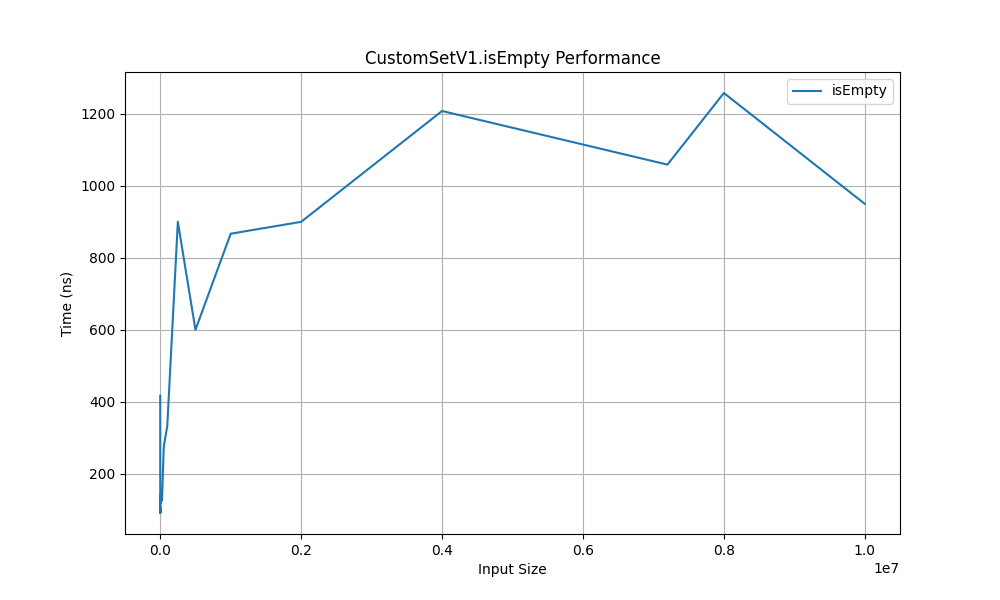 CustomSetV1.isEmpty Performance
isEmpty
Time (ns)
1200
1000
800
600
400
200
0.0 0.2 0.4 0.6 0.8 1.0
1e7
Input Size